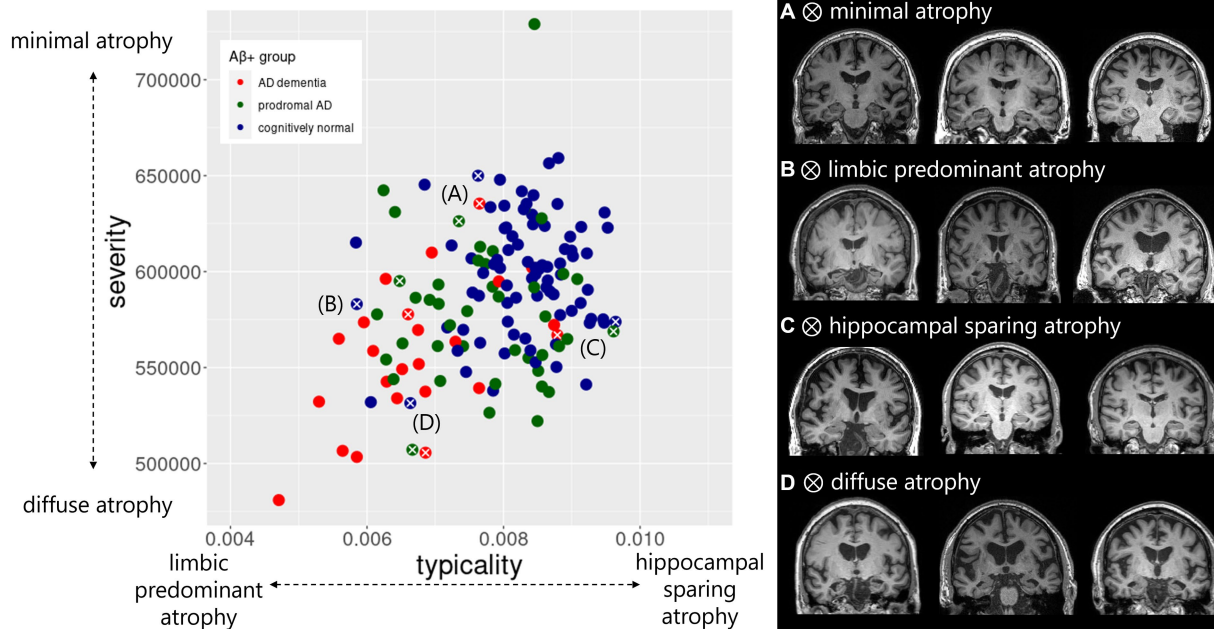 minimal atrophy
severity
diffuse atrophy
700000
650000
600000
550000
500000
Aβ+ group
AD dementia
prodromal AD
cognitively normal
(A)
(B)
(C)
(D)
0.004
0.006
0.008
0.010
limbic
predominant
atrophy
typicality
hippocampal
sparing
atrophy
A ⊗ minimal atrophy
B ⊗ limbic predominant atrophy
C ⊗ hippocampal sparing atrophy
D ⊗ diffuse atrophy